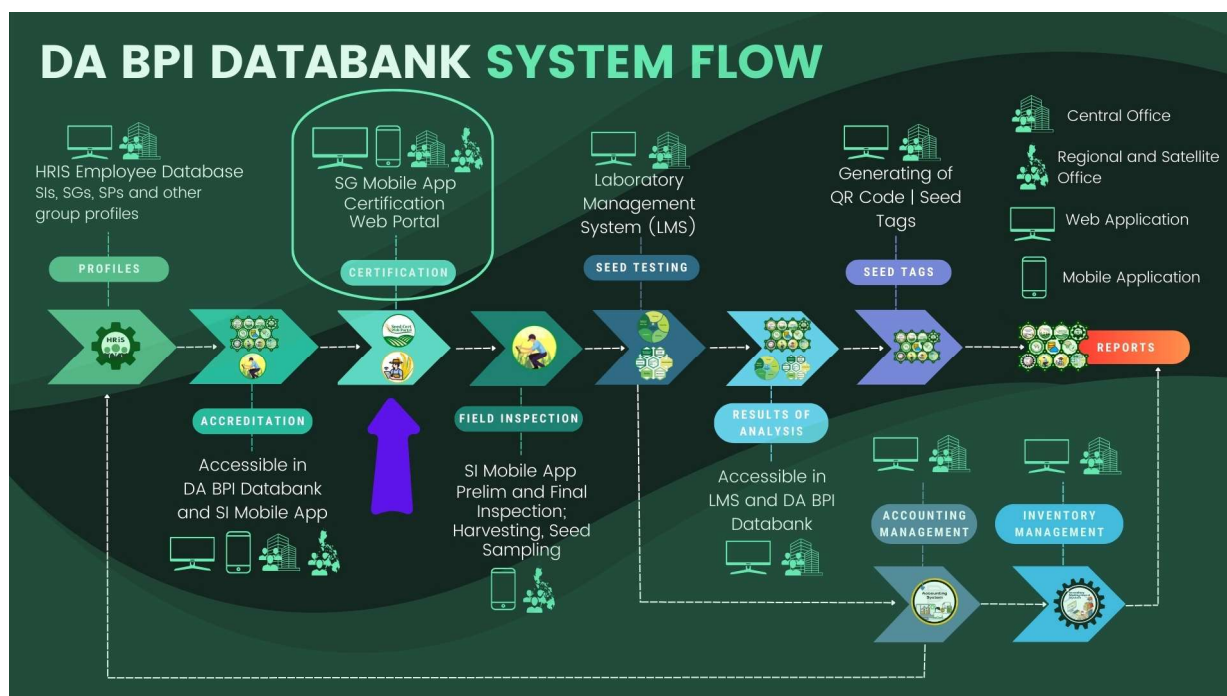 DA BPI DATABANK SYSTEM FLOW
HRIS Employee Database
SIs, SGs, SPs and other
group profiles
PROFILES
SG Mobile App
Certification
Web Portal
CERTIFICATION
Laboratory
Management
System (LMS)
SEED TESTING
Generating of
QR Code | Seed
Tags
SEED TAGS
Central Office
Regional and Satellite
Office
Web Application
Mobile Application
HRiS
REPORTS
ACCREDITATION
Accessible in
DA BPI Databank
and SI Mobile App
FIELD INSPECTION
SI Mobile App
Prelim and Final
Inspection;
Harvesting, Seed
Sampling
RESULTS OF
ANALYSIS
Accessible in
LMS and DA BPI
Databank
ACCOUNTING
MANAGEMENT
INVENTORY
MANAGEMENT
Accounting
System